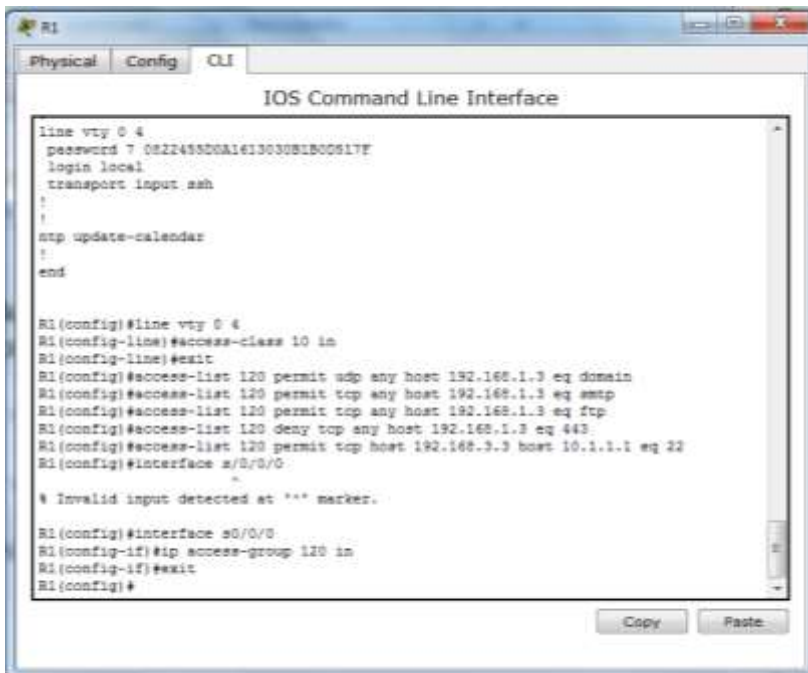 R1
Physical Config CLI
IOS Command Line Interface
line vty 0 4
password 7
login local
transport input ssh
!
!
ntp update-calendar
!
end
R1(config)#line vty 0 4
R1(config-line)#access-class 10 in
R1(config-line)#exit
R1(config)#access-list 120 permit udp any host 192.168.1.3 eq domain
R1(config)#access-list 120 permit tcp any host 192.168.1.3 eq smtp
R1(config)#access-list 120 permit tcp any host 192.168.1.3 eq ftp
R1(config)#access-list 120 deny tcp any host 192.168.1.3 eq 443
R1(config)#access-list 120 permit tcp host 192.168.3.3 host 10.1.1.1 eq 22
R1(config)#interface s/0/0/0
^
% Invalid input detected at '^' marker.
R1(config)#interface s0/0/0
R1(config-if)#ip access-group 120 in
R1(config-if)#exit
R1(config)#
Copy Paste